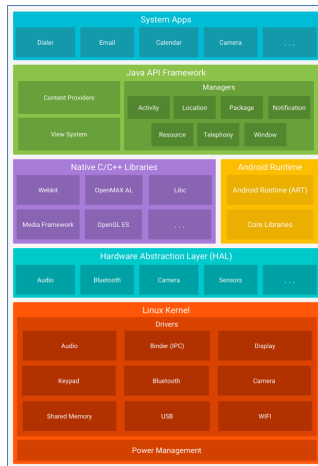 System Apps
Dialer Email Calendar Camera . . .
Java API Framework
Managers
Content Providers
Activity Location Package Notification
View System
Resource Telephony Window
Native C/C++ Libraries
Android Runtime
Webkit OpenMAX AL Libc
Android Runtime (ART)
Media Framework OpenGL ES . . .
Core Libraries
Hardware Abstraction Layer (HAL)
Audio Bluetooth Camera Sensors . . .
Linux Kernel
Drivers
Audio Binder (IPC) Display
Keypad Bluetooth Camera
Shared Memory USB WIFI
Power Management